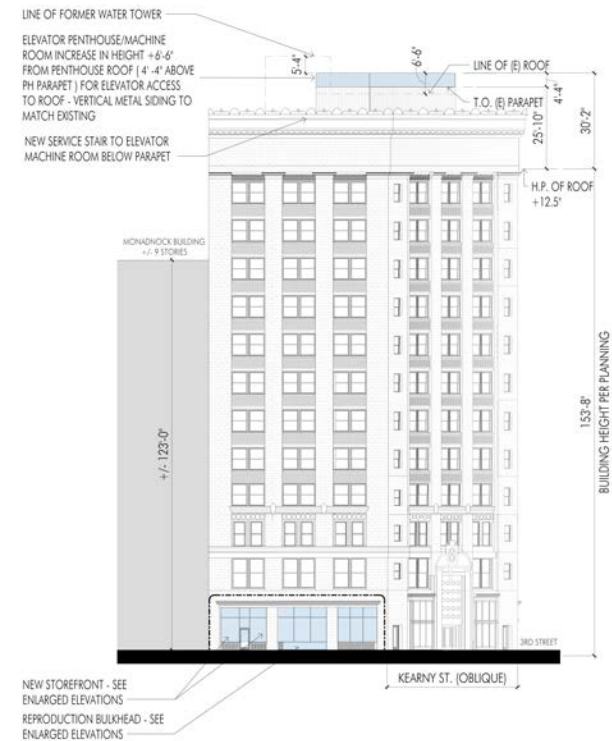 LINE OF FORMER WATER TOWER
ELEVATOR PENTHOUSE/MACHINE
ROOM INCREASE IN HEIGHT +6'-6"
FROM PENTHOUSE ROOF ( 4' -4" ABOVE
PH PARAPET ) FOR ELEVATOR ACCESS
TO ROOF - VERTICAL METAL SIDING TO
MATCH EXISTING
NEW SERVICE STAIR TO ELEVATOR
MACHINE ROOM BELOW PARAPET
5'-4"
6'-6"
LINE OF (E) ROOF
T.O. (E) PARAPET
4'-4"
25'-10"
30'-2"
H.P. OF ROOF
+12.5"
MONADNOCK BUILDING
+/- 9 STORIES
+/- 123'-0"
153'-8"
BUILDING HEIGHT PER PLANNING
3RD STREET
KEARNY ST. (OBLIQUE)
NEW STOREFRONT - SEE
ENLARGED ELEVATIONS
REPRODUCTION BULKHEAD - SEE
ENLARGED ELEVATIONS